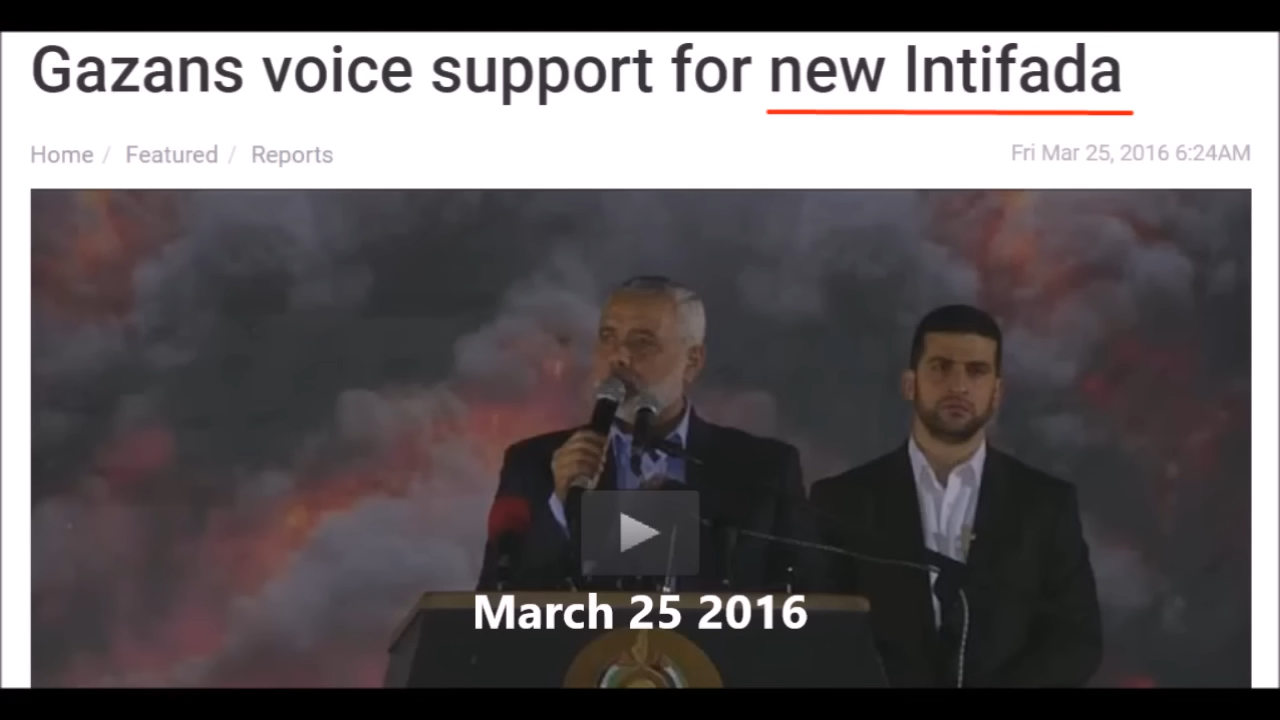 Gazans voice support for new Intifada
Home / Featured / Reports
Fri Mar 25, 2016 6:24AM
March 25 2016